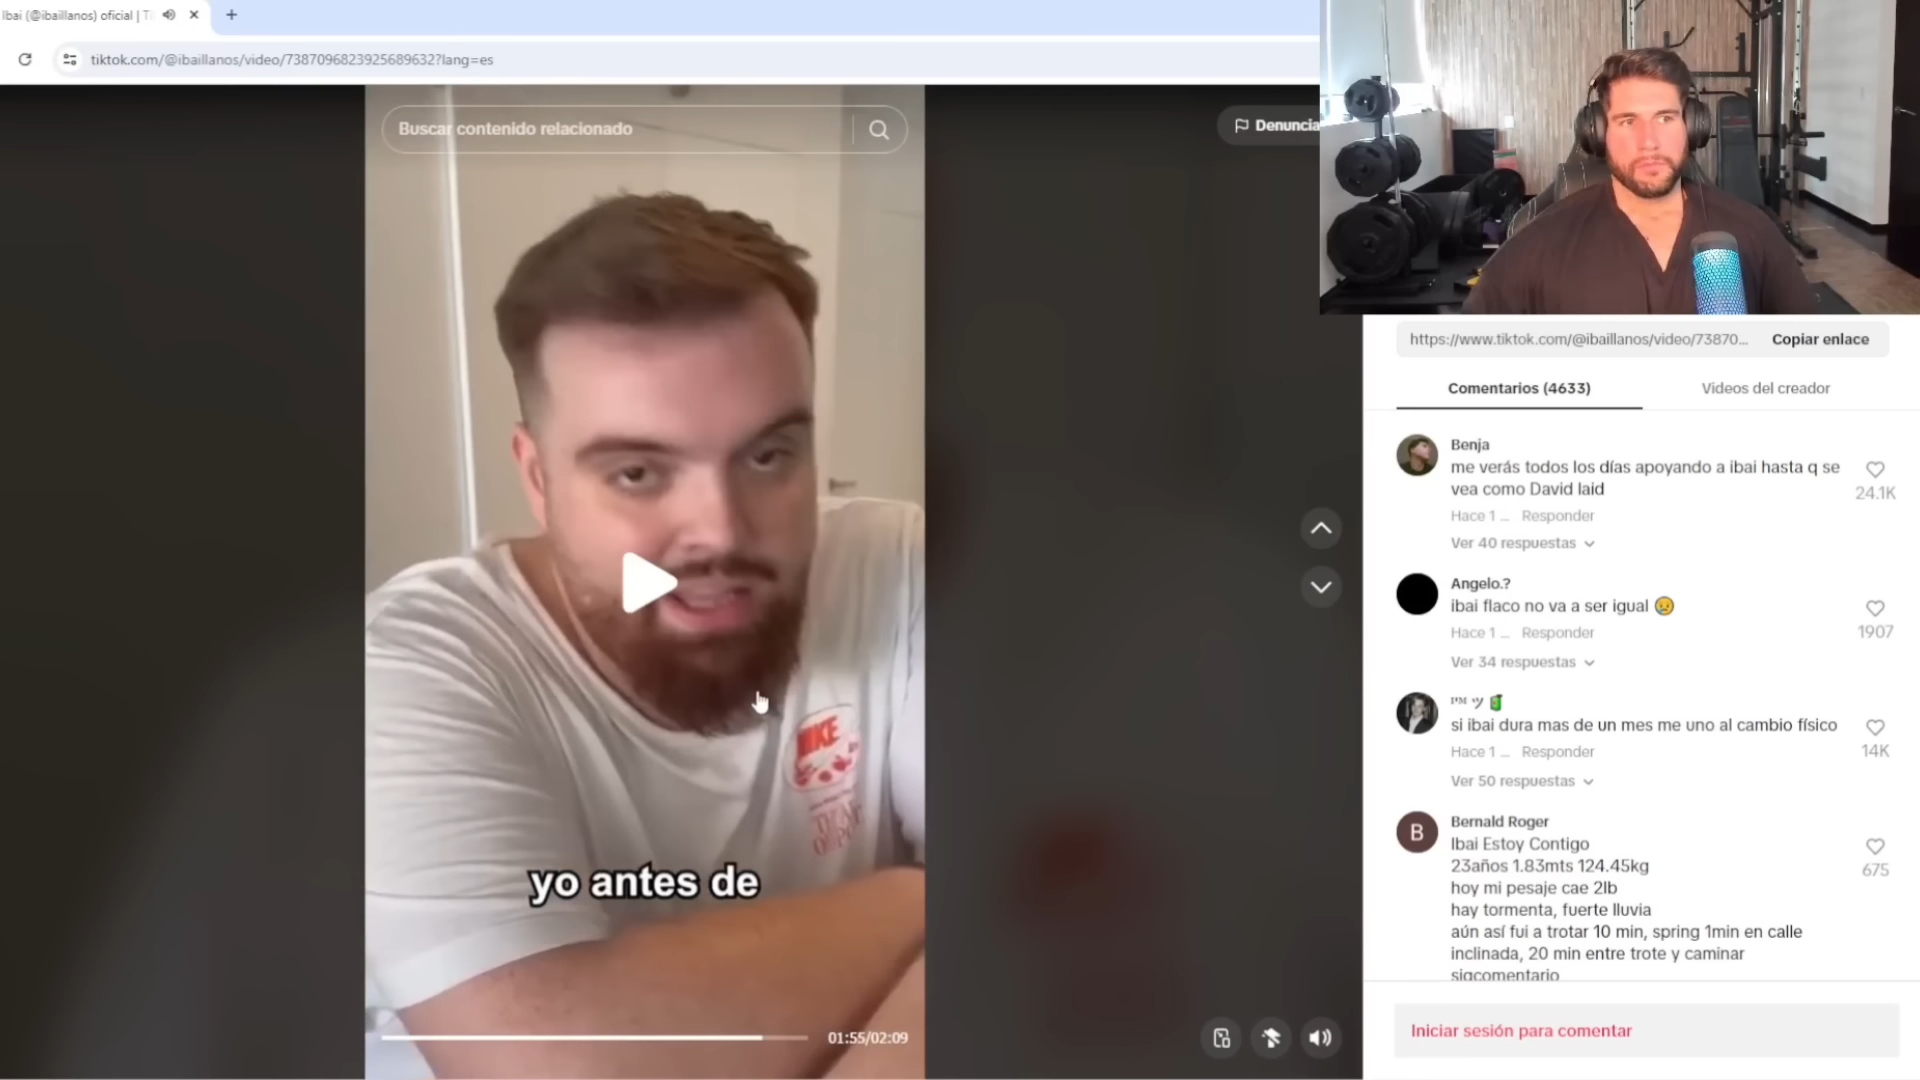 Ibai (@ibaillanos) oficial | Ti
tiktok.com/@ibaillanos/video/7387096823925689632?lang=es
Buscar contenido relacionado
Denuncia
NIKE
yo antes de
01:55/02:09
https://www.tiktok.com/@ibaillanos/video/73870...
Copiar enlace
Comentarios (4633)
Videos del creador
Benja
me verás todos los días apoyando a ibai hasta q se
vea como David laid
24.1K
Hace 1 ... Responder
Ver 40 respuestas
Angelo.?
ibai flaco no va a ser igual 😥
1907
Hace 1 ... Responder
Ver 34 respuestas
ᴵᴾᴹ ツ🧃
si ibai dura mas de un mes me uno al cambio físico
14K
Hace 1 ... Responder
Ver 50 respuestas
B
Bernald Roger
Ibai Estoy Contigo
23años 1.83mts 124.45kg
675
hoy mi pesaje cae 2lb
hay tormenta, fuerte lluvia
aún así fui a trotar 10 min, spring 1min en calle
inclinada, 20 min entre trote y caminar
sigcomentario
Iniciar sesión para comentar